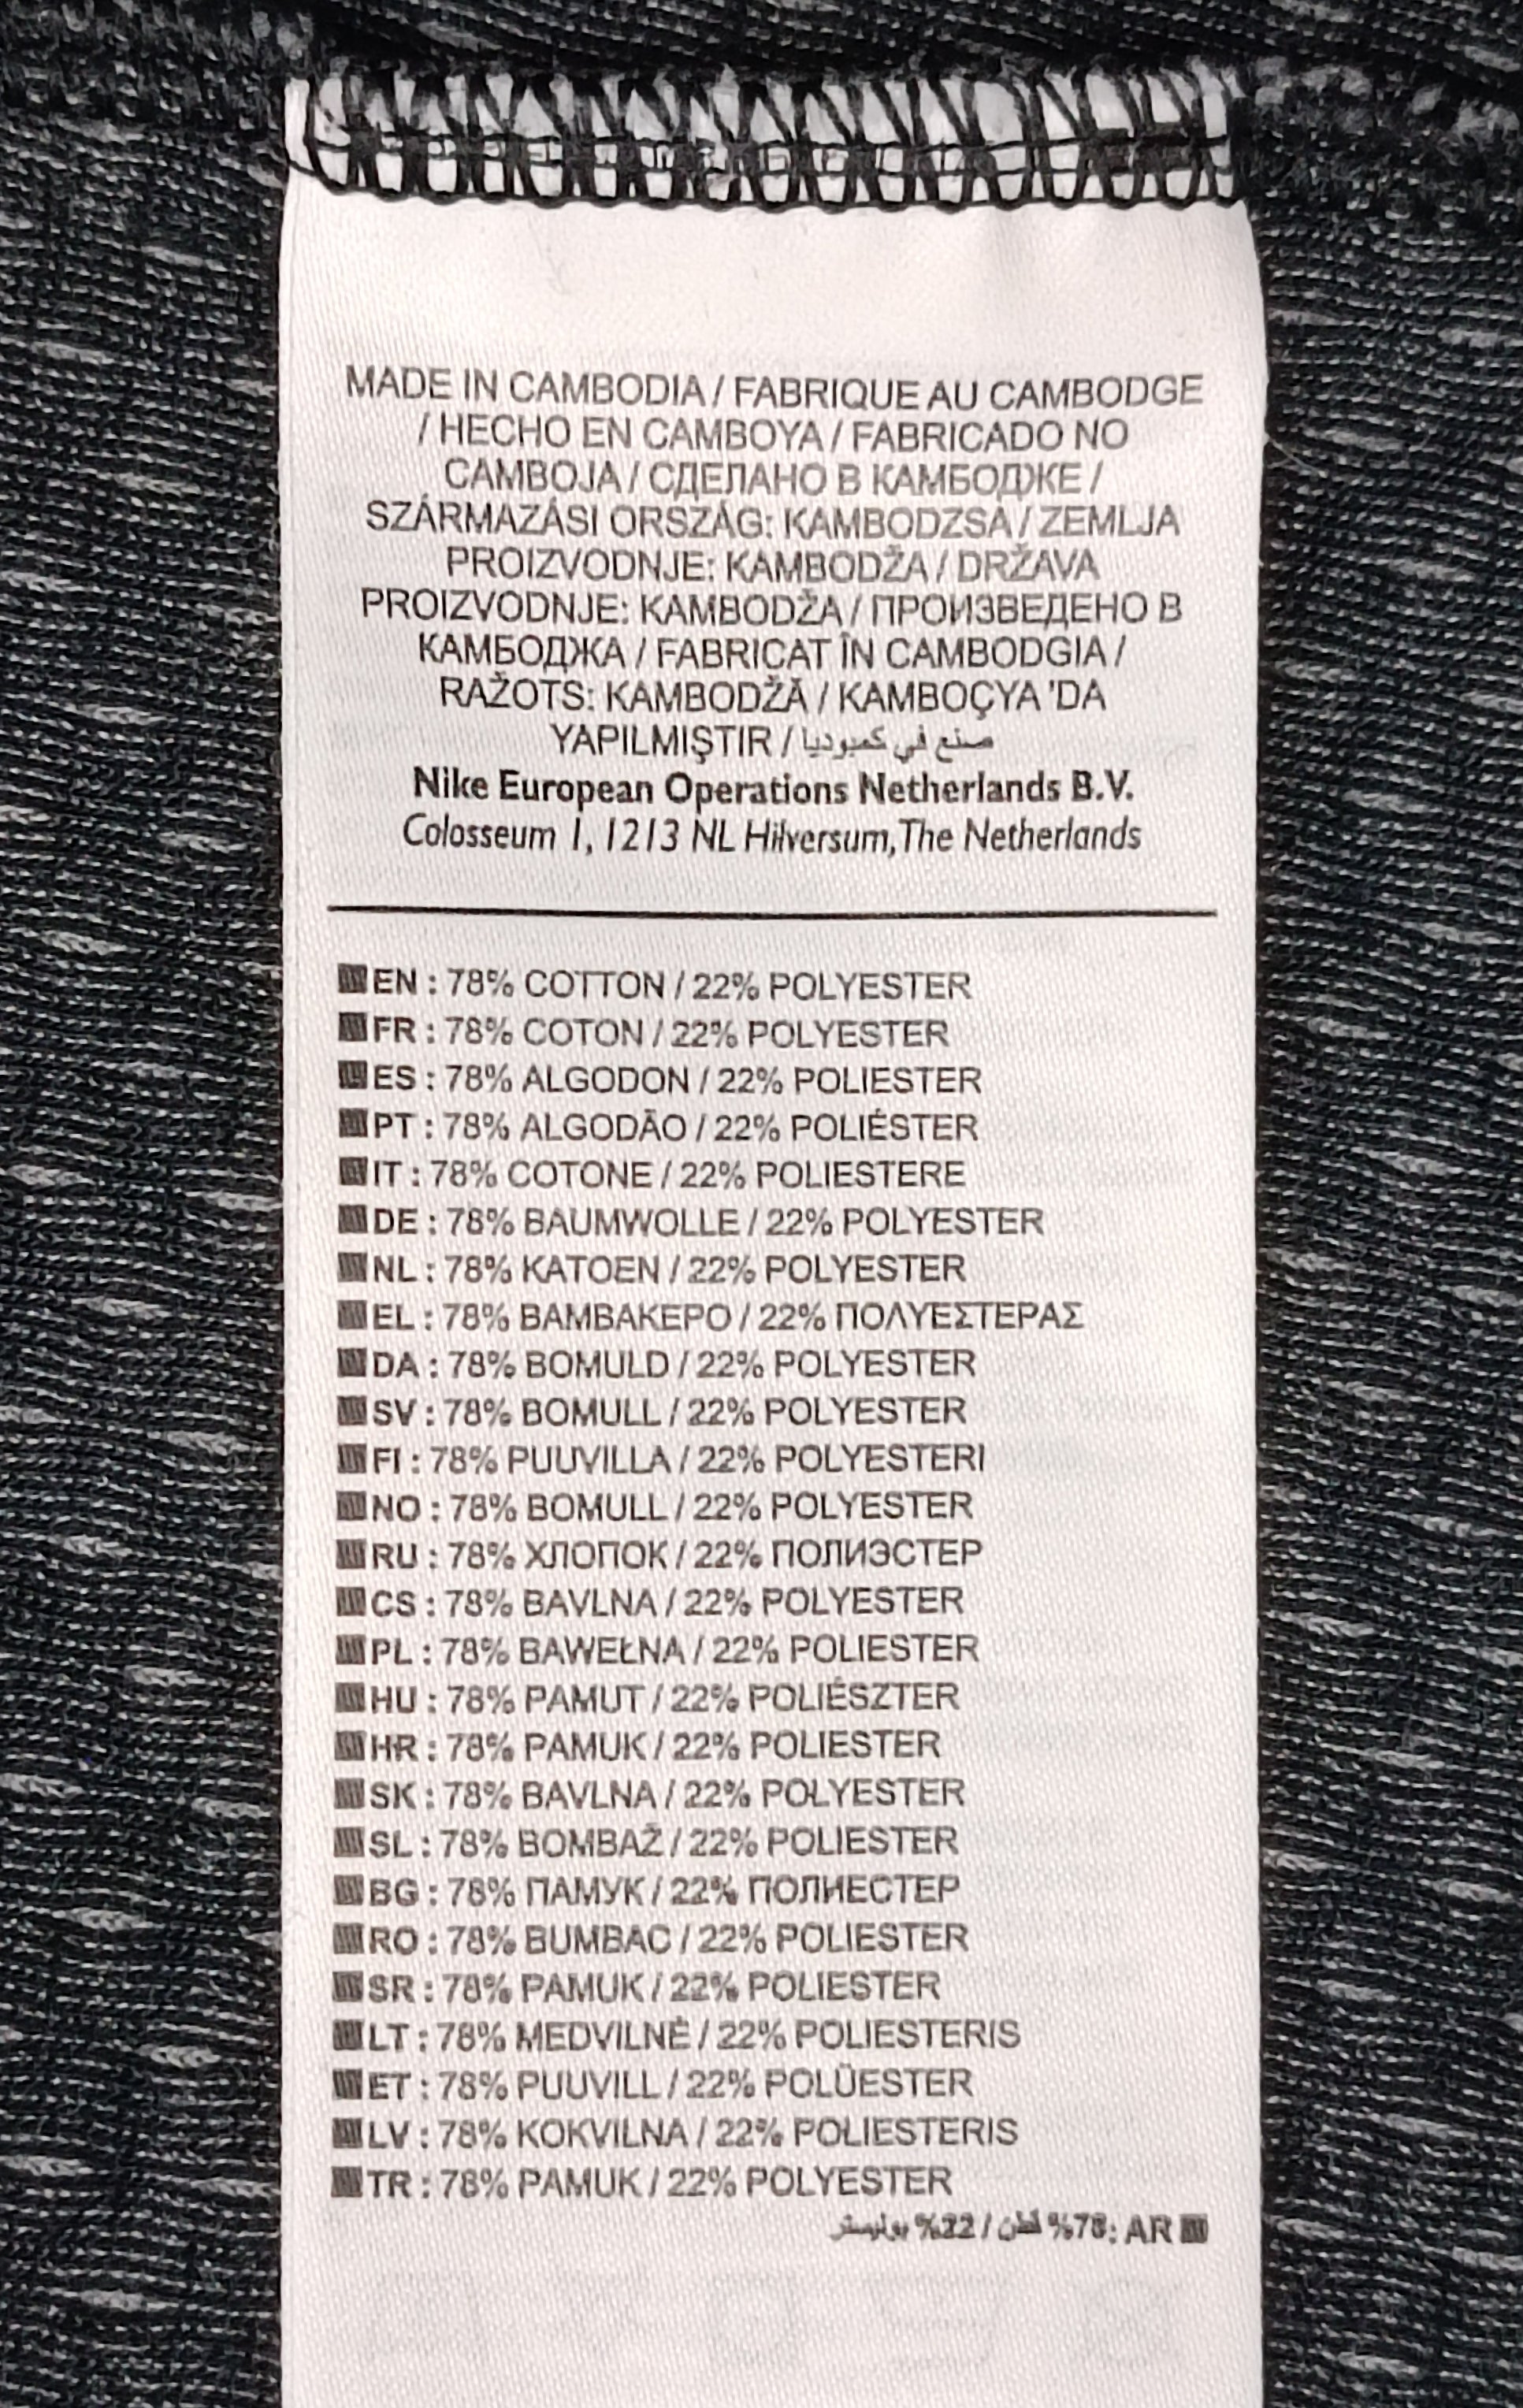 MADE IN CAMBODIA / FABRIQUE AU CAMBODGE
/ HECHO EN CAMBOYA / FABRICADO NO
CAMBOJA / СДЕЛАНО В КАМБОДЖЕ /
SZÁRMAZÁSI ORSZÁG: KAMBODZSA / ZEMLJA
PROIZVODNJE: KAMBODŽA / DRŽAVA
PROIZVODNJE: KAMBODŽA / ПРОИЗВЕДЕНО В
КАМБОДЖА / FABRICAT ÎN CAMBODGIA /
RAŽOTS: KAMBODŽĀ / KAMBOÇYA 'DA
YAPILMIŞTIR / صنع في كمبوديا
Nike European Operations Netherlands B.V.
Colosseum 1, 1213 NL Hilversum, The Netherlands
EN : 78% COTTON / 22% POLYESTER
FR : 78% COTON / 22% POLYESTER
ES : 78% ALGODON / 22% POLIESTER
PT : 78% ALGODÃO / 22% POLIÉSTER
IT : 78% COTONE / 22% POLIESTERE
DE : 78% BAUMWOLLE / 22% POLYESTER
NL : 78% KATOEN / 22% POLYESTER
EL : 78% ΒΑΜΒΑΚΕΡΟ / 22% ΠΟΛΥΕΣΤΕΡΑΣ
DA : 78% BOMULD / 22% POLYESTER
SV : 78% BOMULL / 22% POLYESTER
FI : 78% PUUVILLA / 22% POLYESTERI
NO : 78% BOMULL / 22% POLYESTER
RU : 78% ХЛОПОК / 22% ПОЛИЭСТЕР
CS : 78% BAVLNA / 22% POLYESTER
PL : 78% BAWEŁNA / 22% POLIESTER
HU : 78% PAMUT / 22% POLIÉSZTER
HR : 78% PAMUK / 22% POLIESTER
SK : 78% BAVLNA / 22% POLYESTER
SL : 78% BOMBAŽ / 22% POLIESTER
BG : 78% ПАМУК / 22% ПОЛИЕСТЕР
RO : 78% BUMBAC / 22% POLIESTER
SR : 78% PAMUK / 22% POLIESTER
LT : 78% MEDVILNĖ / 22% POLIESTERIS
ET : 78% PUUVILL / 22% POLÜESTER
LV : 78% KOKVILNA / 22% POLIESTERIS
TR : 78% PAMUK / 22% POLYESTER
AR :78% قطن / 22% بوليستر